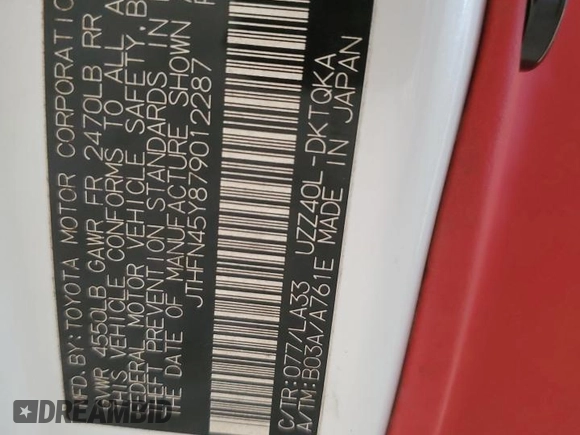 MFD. BY: TOYOTA MOTOR CORPORATION
GVWR 4550LB GAWR FR 2470LB RR
THIS VEHICLE CONFORMS TO ALL
FEDERAL MOTOR VEHICLE SAFETY, B
THEFT PREVENTION STANDARDS IN
THE DATE OF MANUFACTURE SHOWN
JTHFN45Y879012287
C/TR:077/LA33 UZZ40L-DKTQKA
A/TM:B03A/A761E MADE IN JAPAN
DREAMBID